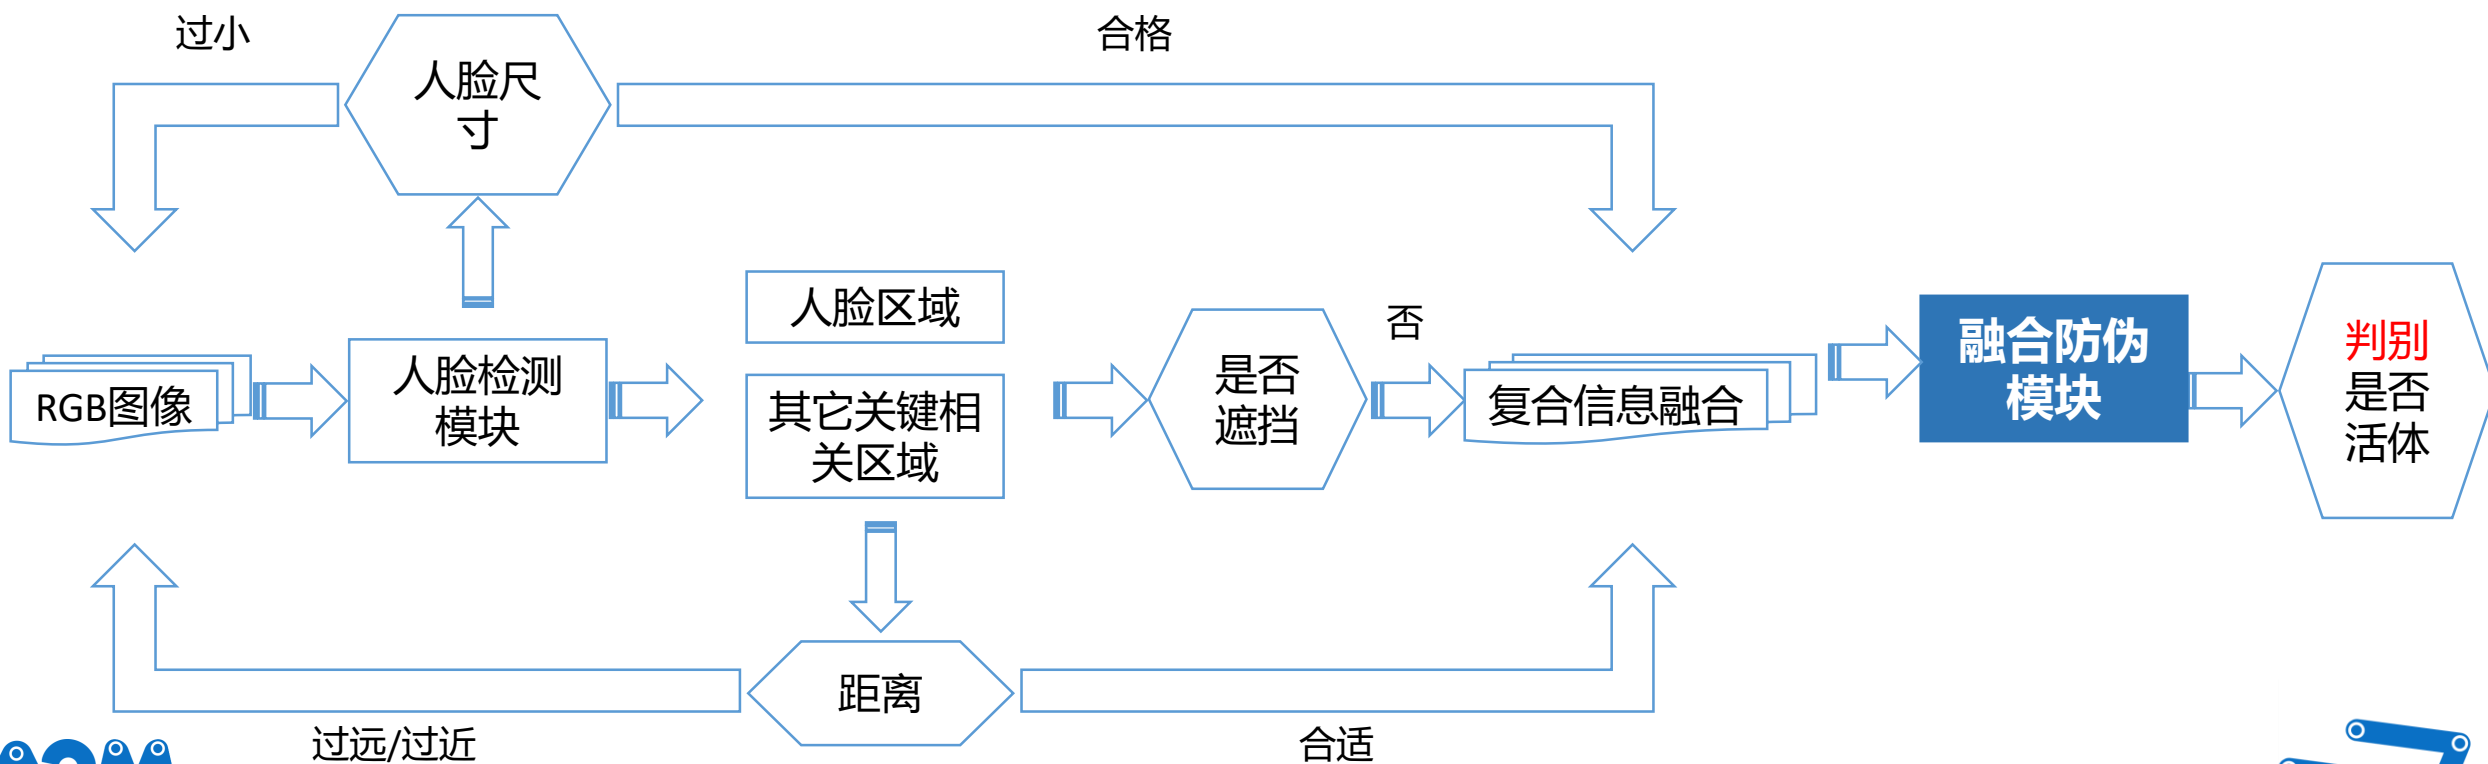 过小
人脸尺
寸
合格
RGB图像
人脸检测
模块
人脸区域
其它关键相
关区域
是否
遮挡
否
复合信息融合
融合防伪
模块
判别
是否
活体
距离
过远/过近
合适